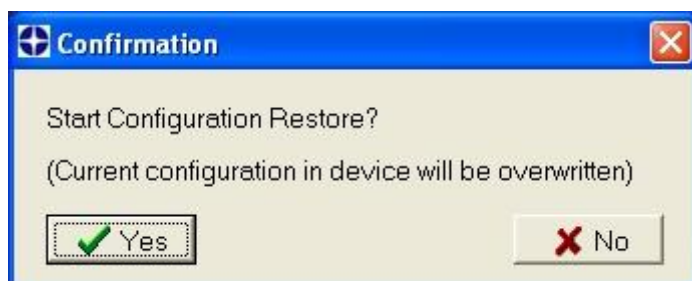 Confirmation
Start Configuration Restore?
(Current configuration in device will be overwritten)
Yes
No